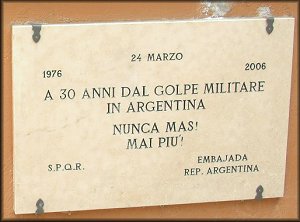 24 MARZO
1976 2006
A 30 ANNI DAL GOLPE MILITARE
IN ARGENTINA
NUNCA MAS!
MAI PIU'!
S.P.Q.R. EMBAJADA
REP. ARGENTINA